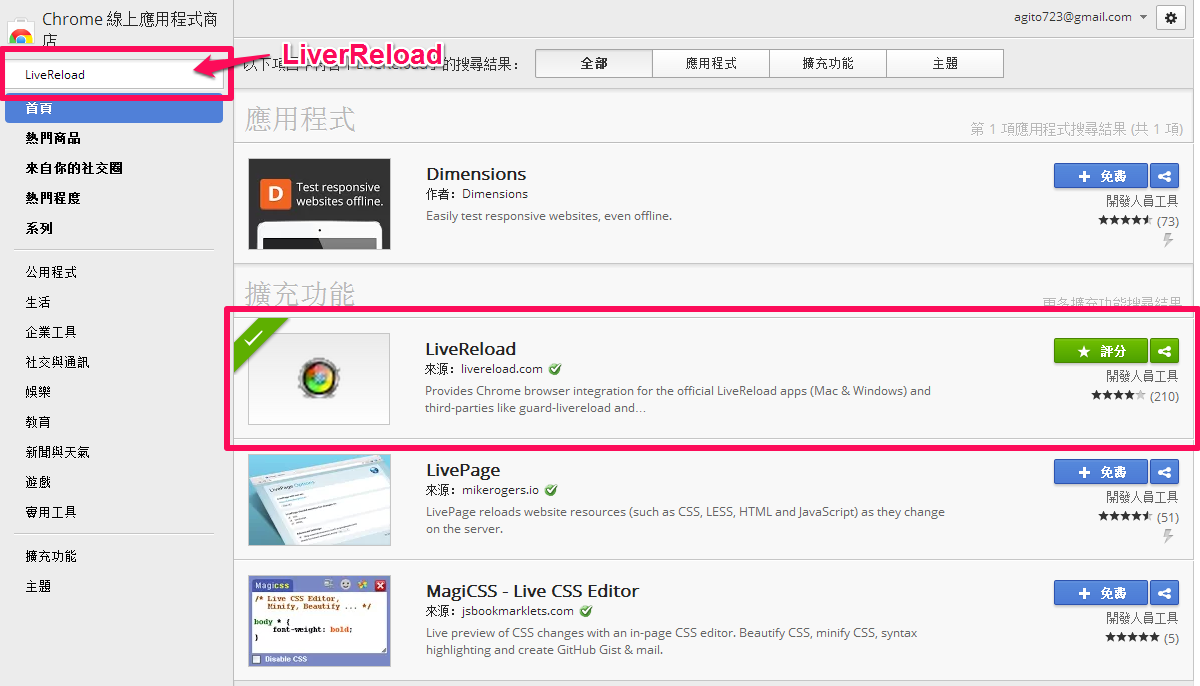 Chrome 線上應用程式商
店
agito723@gmail.com
LiveReload
LiverReload
的搜尋結果：
全部
應用程式
擴充功能
主題
首頁
熱門商品
來自你的社交圈
熱門程度
系列
公用程式
生活
企業工具
社交與通訊
娛樂
教育
新聞與天氣
遊戲
實用工具
擴充功能
主題
應用程式
第 1 項應用程式搜尋結果 (共 1 項)
D
Test responsive
websites offline.
Dimensions
作者： Dimensions
Easily test responsive websites, even offline.
免費
開發人員工具
(73)
擴充功能
更多擴充功能搜尋結果
LiveReload
來源： livereload.com
Provides Chrome browser integration for the official LiveReload apps (Mac & Windows) and
third-parties like guard-livereload and...
評分
開發人員工具
(210)
LivePage Options
LivePage
來源： mikerogers.io
LivePage reloads website resources (such as CSS, LESS, HTML and JavaScript) as they change
on the server.
免費
開發人員工具
(51)
Magicss
/* Live CSS Editor,
Minify, Beautify ... */
body * {
font-weight: bold;
}
Disable CSS
MagiCSS - Live CSS Editor
來源： jsbookmarklets.com
Live preview of CSS changes with an in-page CSS editor. Beautify CSS, minify CSS, syntax
highlighting and create GitHub Gist & mail.
免費
開發人員工具
(5)